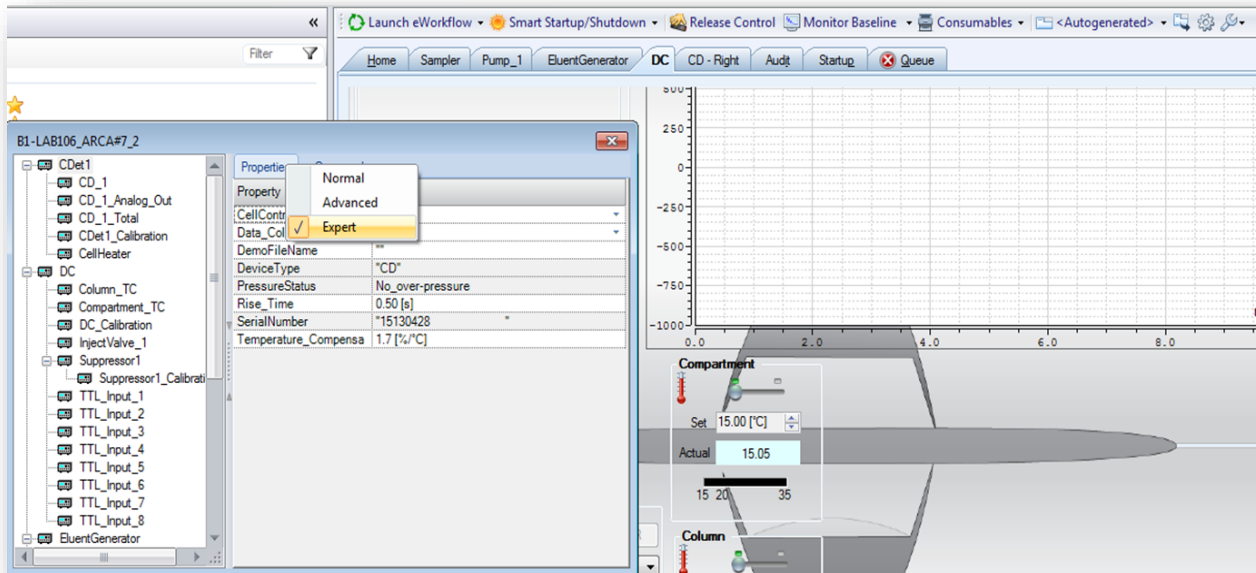 «
Launch eWorkflow
Smart Startup/Shutdown
Release Control
Monitor Baseline
Consumables
<Autogenerated>
Filter
Home
Sampler
Pump_1
EluentGenerator
DC
CD - Right
Audit
Startup
Queue
500
250
0
-250
-500
-750
-1000
0.0
2.0
4.0
6.0
8.0
B1-LAB106_ARCA#7_2
CDet1
CD_1
CD_1_Analog_Out
CD_1_Total
CDet1_Calibration
CellHeater
DC
Column_TC
Compartment_TC
DC_Calibration
InjectValve_1
Suppressor1
Suppressor1_Calibrati
TTL_Input_1
TTL_Input_2
TTL_Input_3
TTL_Input_4
TTL_Input_5
TTL_Input_6
TTL_Input_7
TTL_Input_8
EluentGenerator
Propertie
Normal
Advanced
Expert
Property
CellContr
Data_Col
DemoFileName ""
DeviceType "CD"
PressureStatus No_over-pressure
Rise_Time 0.50 [s]
SerialNumber "15130428 "
Temperature_Compensa 1.7 [%/°C]
Compartment
Set 15.00 [°C]
Actual 15.05
15 20 35
Column